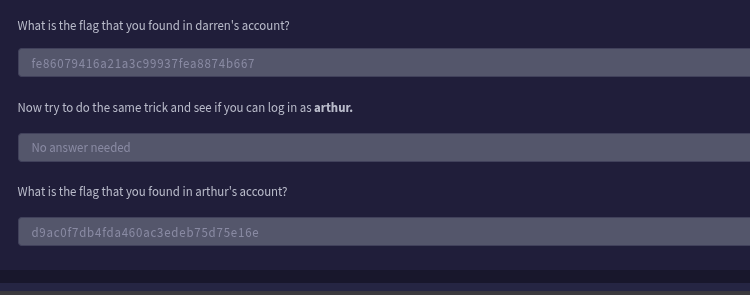 What is the flag that you found in darren's account?
fe86079416a21a3c99937fea8874b667
Now try to do the same trick and see if you can log in as arthur.
No answer needed
What is the flag that you found in arthur's account?
d9ac0f7db4fda460ac3edeb75d75e16e